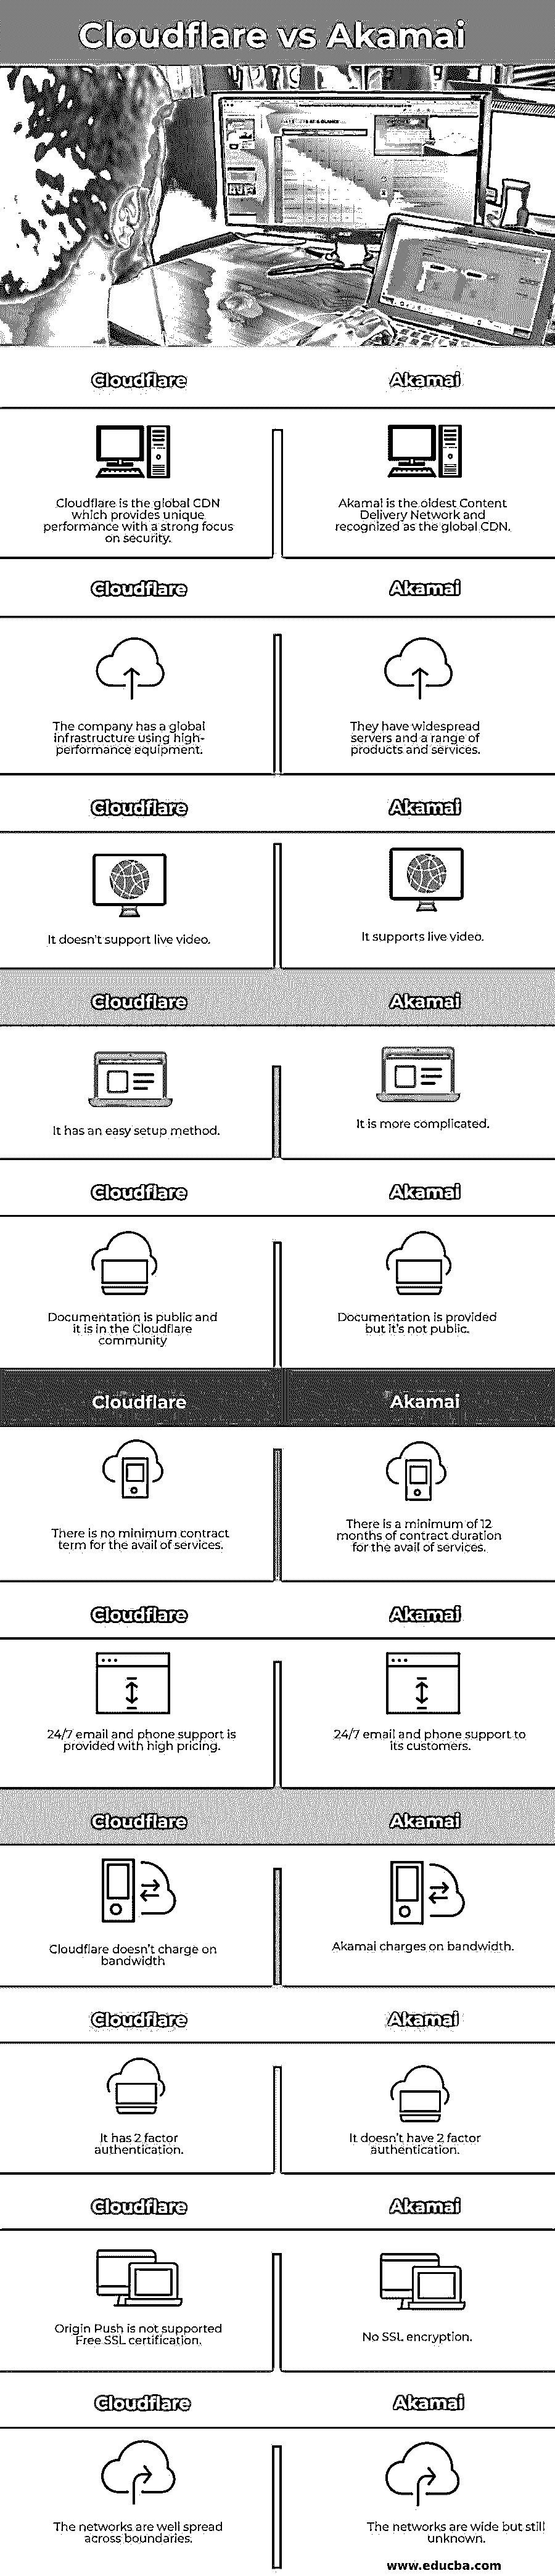 Cloudflare vs Akamai
Cloudflare
Akamai
Cloudflare is the global CDN
which provides unique
performance with a strong focus
on security.
Akamai is the oldest Content
Delivery Network and
recognized as the global CDN.
Cloudflare
Akamai
The company has a global
infrastructure using high-
performance equipment.
They have widespread
servers and a range of
products and services.
Cloudflare
Akamai
It doesn't support live video.
It supports live video.
Cloudflare
Akamai
It has an easy setup method.
It is more complicated.
Cloudflare
Akamai
Documentation is public and
it is in the Cloudflare
community
Documentation is provided
but it's not public.
Cloudflare
Akamai
There is no minimum contract
term for the avail of services.
There is a minimum of 12
months of contract duration
for the avail of services.
Cloudflare
Akamai
24/7 email and phone support is
provided with high pricing.
24/7 email and phone support to
its customers.
Cloudflare
Akamai
Cloudflare doesn't charge on
bandwidth
Akamai charges on bandwidth.
Cloudflare
Akamai
It has 2 factor
authentication.
It doesn't have 2 factor
authentication.
Cloudflare
Akamai
Origin Push is not supported
Free SSL certification.
No SSL encryption.
Cloudflare
Akamai
The networks are well spread
across boundaries.
The networks are wide but still
unknown.
www.educba.com